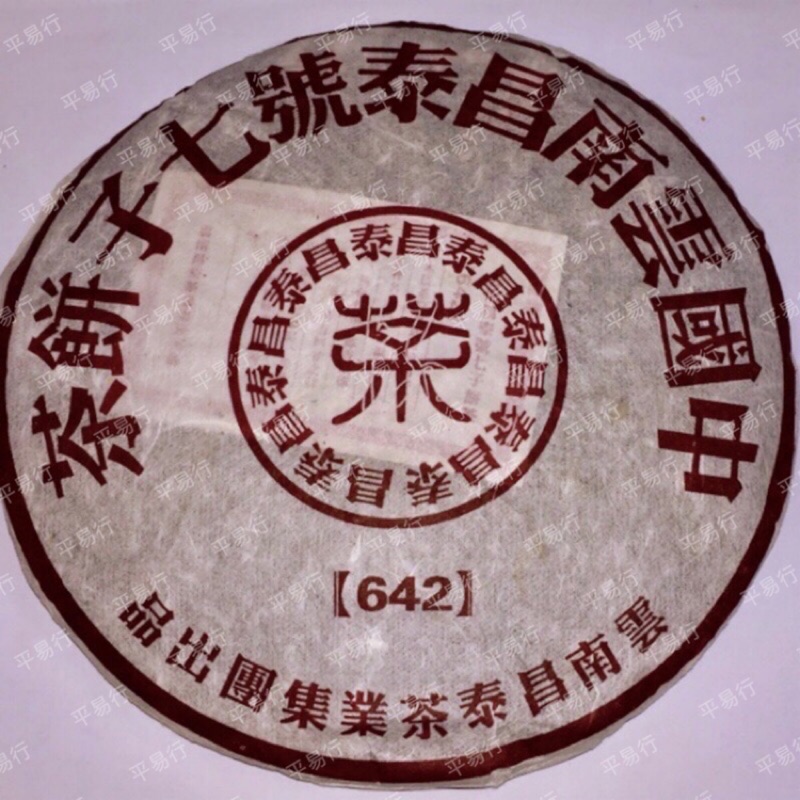 中國雲南昌泰號七子餅茶
昌泰昌泰昌泰昌泰昌泰昌泰昌泰昌泰
茶
【642】
雲南昌泰茶業集團出品
平易行